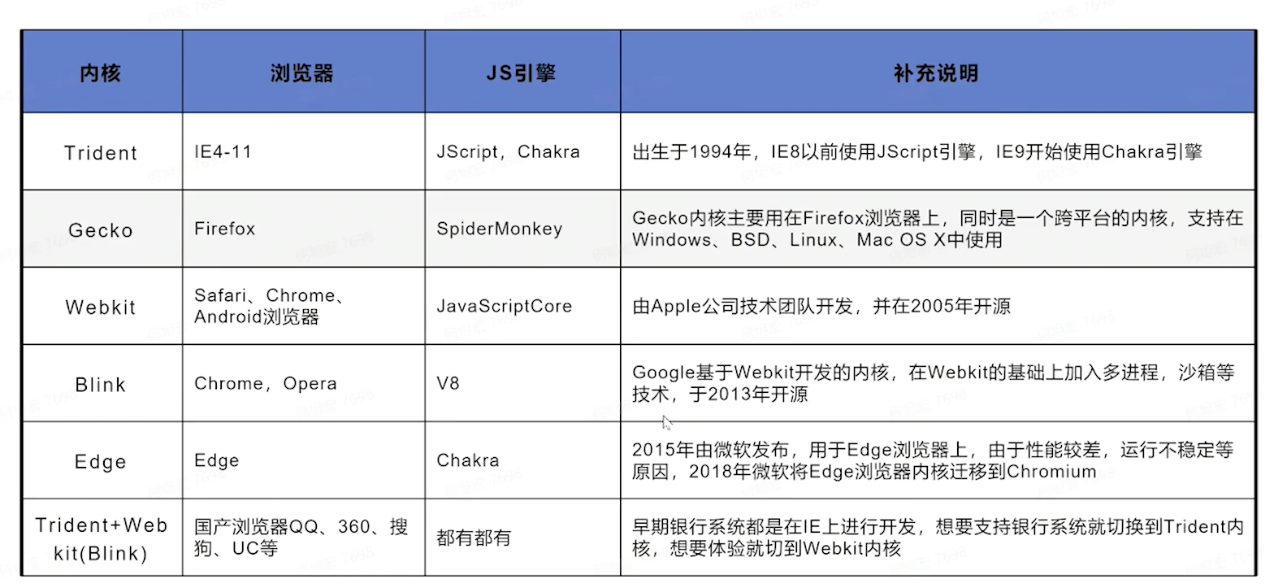 内核 浏览器 JS引擎 补充说明
Trident IE4-11 JScript，Chakra 出生于1994年，IE8以前使用JScript引擎，IE9开始使用Chakra引擎
Gecko Firefox SpiderMonkey Gecko内核主要用在Firefox浏览器上，同时是一个跨平台的内核，支持在
Windows、BSD、Linux、Mac OS X中使用
Webkit Safari、Chrome、
Android浏览器 JavaScriptCore 由Apple公司技术团队开发，并在2005年开源
Blink Chrome，Opera V8 Google基于Webkit开发的内核，在Webkit的基础上加入多进程，沙箱等
技术，于2013年开源
Edge Edge Chakra 2015年由微软发布，用于Edge浏览器上，由于性能较差，运行不稳定等
原因，2018年微软将Edge浏览器内核迁移到Chromium
Trident+Web
kit(Blink) 国产浏览器QQ、360、搜
狗、UC等 都有都有 早期银行系统都是在IE上进行开发，想要支持银行系统就切换到Trident内
核，想要体验就切到Webkit内核